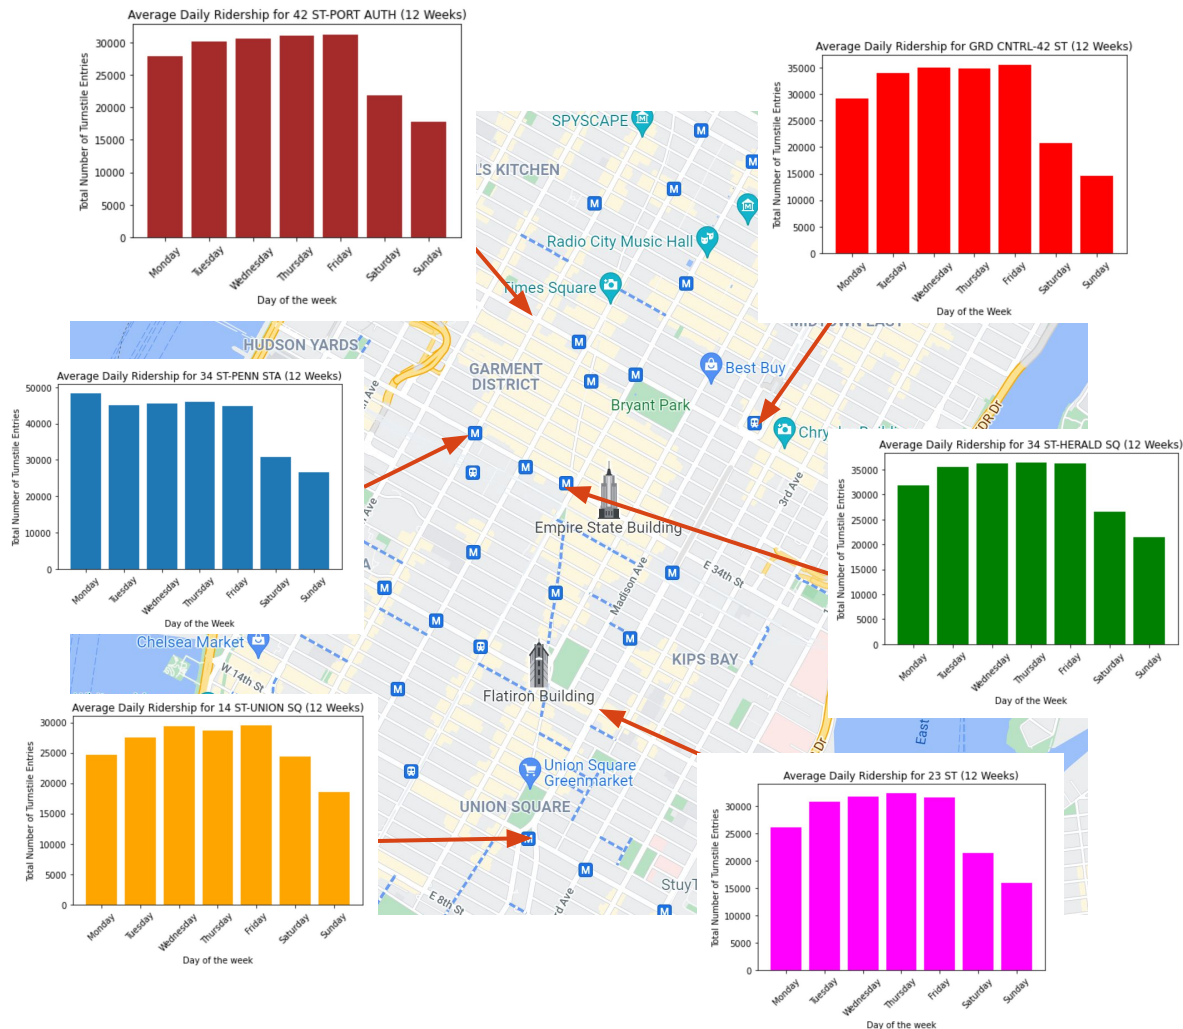 Average Daily Ridership for 42 ST-PORT AUTH (12 Weeks)
Total Number of Turnstile Entries
30000
25000
20000
15000
10000
5000
0
Monday
Tuesday
Wednesday
Thursday
Friday
Saturday
Sunday
Day of the week
Average Daily Ridership for GRD CNTRL-42 ST (12 Weeks)
Total Number of Turnstile Entries
35000
30000
25000
20000
15000
10000
5000
0
Monday
Tuesday
Wednesday
Thursday
Friday
Saturday
Sunday
Day of the Week
SPYSCAPE
L'S KITCHEN
Radio City Music Hall
Times Square
MIDTOWN EAST
HUDSON YARDS
GARMENT
DISTRICT
Best Buy
Bryant Park
3rd Ave
Empire State Building
E 34th St
Madison Ave
KIPS BAY
Chelsea Market
W 14th St
Flatiron Building
Union Square
Greenmarket
UNION SQUARE
E 8th St
East
Average Daily Ridership for 34 ST-PENN STA (12 Weeks)
Total Number of Turnstile Entries
50000
40000
30000
20000
10000
0
Monday
Tuesday
Wednesday
Thursday
Friday
Saturday
Sunday
Day of the Week
Average Daily Ridership for 34 ST-HERALD SQ (12 Weeks)
Total Number of Turnstile Entries
35000
30000
25000
20000
15000
10000
5000
0
Monday
Tuesday
Wednesday
Thursday
Friday
Saturday
Sunday
Day of the Week
Average Daily Ridership for 14 ST-UNION SQ (12 Weeks)
Total Number of Turnstile Entries
30000
25000
20000
15000
10000
5000
0
Monday
Tuesday
Wednesday
Thursday
Friday
Saturday
Sunday
Day of the week
Average Daily Ridership for 23 ST (12 Weeks)
Total Number of Turnstile Entries
30000
25000
20000
15000
10000
5000
0
Monday
Tuesday
Wednesday
Thursday
Friday
Saturday
Sunday
Day of the week